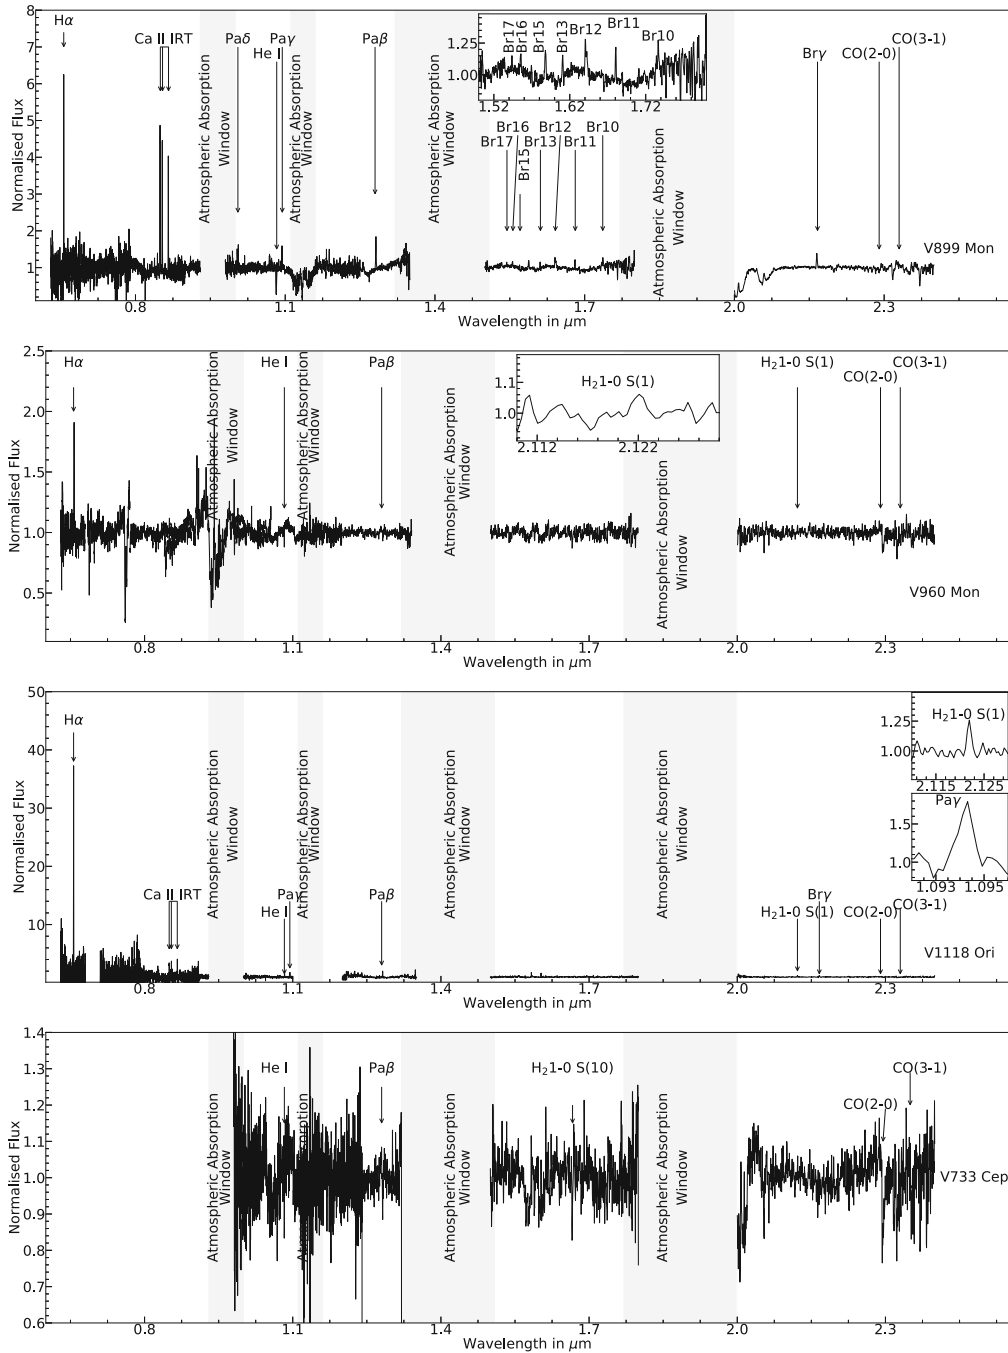 Hα
Ca II IRT
Paδ
He I
Paγ
Paβ
Br17
Br16
Br15
Br13
Br12
Br11
Br10
1.25
1.00
1.52
1.62
1.72
Brγ
CO(2-0)
CO(3-1)
Br16
Br12
Br10
Br17
Br15
Br13
Br11
Atmospheric Absorption
Window
Atmospheric Absorption
Window
Atmospheric Absorption
Window
Atmospheric Absorption
Window
V899 Mon
Normalised Flux
8
7
6
5
4
3
2
1
0.8
1.1
1.4
1.7
2.0
2.3
Wavelength in μm
Hα
He I
Paβ
H₂1-0 S(1)
1.1
1.0
2.112
2.122
H₂1-0 S(1)
CO(3-1)
CO(2-0)
Atmospheric Absorption
Window
Atmospheric Absorption
Window
Atmospheric Absorption
Window
Atmospheric Absorption
Window
V960 Mon
Normalised Flux
2.5
2.0
1.5
1.0
0.5
0.8
1.1
1.4
1.7
2.0
2.3
Wavelength in μm
Hα
Ca II IRT
Paγ
He I
Paβ
H₂1-0 S(1)
1.25
1.00
2.115
2.125
Paγ
1.5
1.0
1.093
1.095
Brγ
H₂1-0 S(1)
CO(2-0)
CO(3-1)
Atmospheric Absorption
Window
Atmospheric Absorption
Window
Atmospheric Absorption
Window
Atmospheric Absorption
Window
V1118 Ori
Normalised Flux
50
40
30
20
10
0.8
1.1
1.4
1.7
2.0
2.3
Wavelength in μm
He I
Paβ
H₂1-0 S(10)
CO(3-1)
CO(2-0)
Atmospheric Absorption
Window
Atmospheric Absorption
Window
Atmospheric Absorption
Window
Atmospheric Absorption
Window
V733 Cep
Normalised Flux
1.4
1.3
1.2
1.1
1.0
0.9
0.8
0.7
0.6
0.8
1.1
1.4
1.7
2.0
2.3
Wavelength in μm